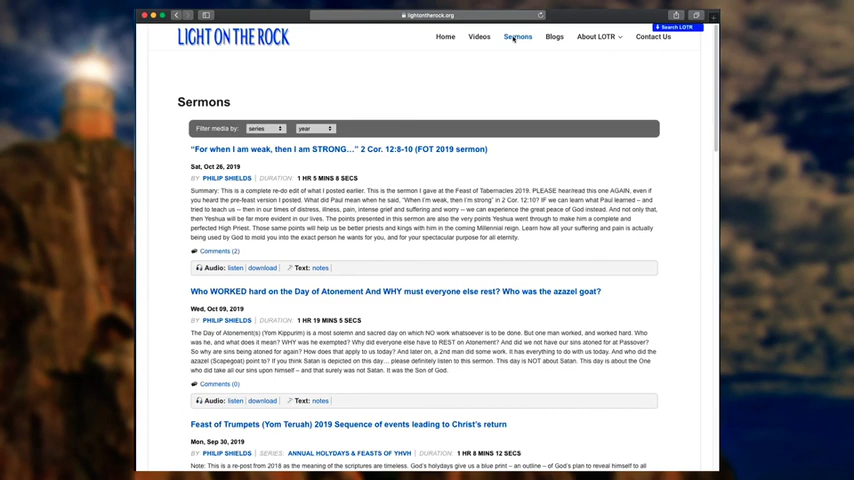 lightontherock.org
LIGHT ON THE ROCK
Search LOTR
Home Videos Sermons Blogs About LOTR Contact Us
Sermons
Filter media by: series year
“For when I am weak, then I am STRONG…” 2 Cor. 12:8-10 (FOT 2019 sermon)
Sat, Oct 26, 2019
BY PHILIP SHIELDS | DURATION: 1 HR 5 MINS 8 SECS
Summary: This is a complete re-do edit of what I posted earlier. This is the sermon I gave at the Feast of Tabernacles 2019. PLEASE hear/read this one AGAIN, even if
you heard the pre-feast version I posted. What did Paul mean when he said, "When I'm weak, then I'm strong" in 2 Cor. 12:10? IF we can learn what Paul learned – and
tried to teach us – then in our times of distress, illness, pain, intense grief and suffering and worry – we can experience the great peace of God instead. And not only that,
then Yeshua will be far more evident in our lives. The points presented in this sermon are also the very points Yeshua went through to make him a complete and
perfected High Priest. Those same points will help us be better priests and kings with him in the coming Millennial reign. Learn how all your suffering and pain is actually
being used by God to mold you into the exact person he wants for you, and for your spectacular purpose for all eternity.
Comments (2)
Audio: listen | download | Text: notes |
Who WORKED hard on the Day of Atonement And WHY must everyone else rest? Who was the azazel goat?
Wed, Oct 09, 2019
BY PHILIP SHIELDS | DURATION: 1 HR 19 MINS 5 SECS
The Day of Atonement(s) (Yom Kippurim) is a most solemn and sacred day on which NO work whatsoever is to be done. But one man worked, and worked hard. Who
was he, and what does it mean? WHY was he exempted? Why did everyone else have to REST on Atonement? And did we not have our sins atoned for at Passover?
So why are sins being atoned for again? How does that apply to us today? And later on, a 2nd man did some work. It has everything to do with us today. And who did the
azazel (Scapegoat) point to? If you think Satan is depicted on this day… please definitely listen to this sermon. This day is NOT about Satan. This day is about the One
who did take all our sins upon himself – and that surely was not Satan. It was the Son of God.
Comments (0)
Audio: listen | download | Text: notes |
Feast of Trumpets (Yom Teruah) 2019 Sequence of events leading to Christ's return
Mon, Sep 30, 2019
BY PHILIP SHIELDS | SERIES: ANNUAL HOLYDAYS & FEASTS OF YHVH | DURATION: 1 HR 8 MINS 12 SECS
Note: This is a re-post from 2018 as the meaning of the scriptures are timeless. God's holydays give us a blue print – an outline – of God's plan to reveal himself to all